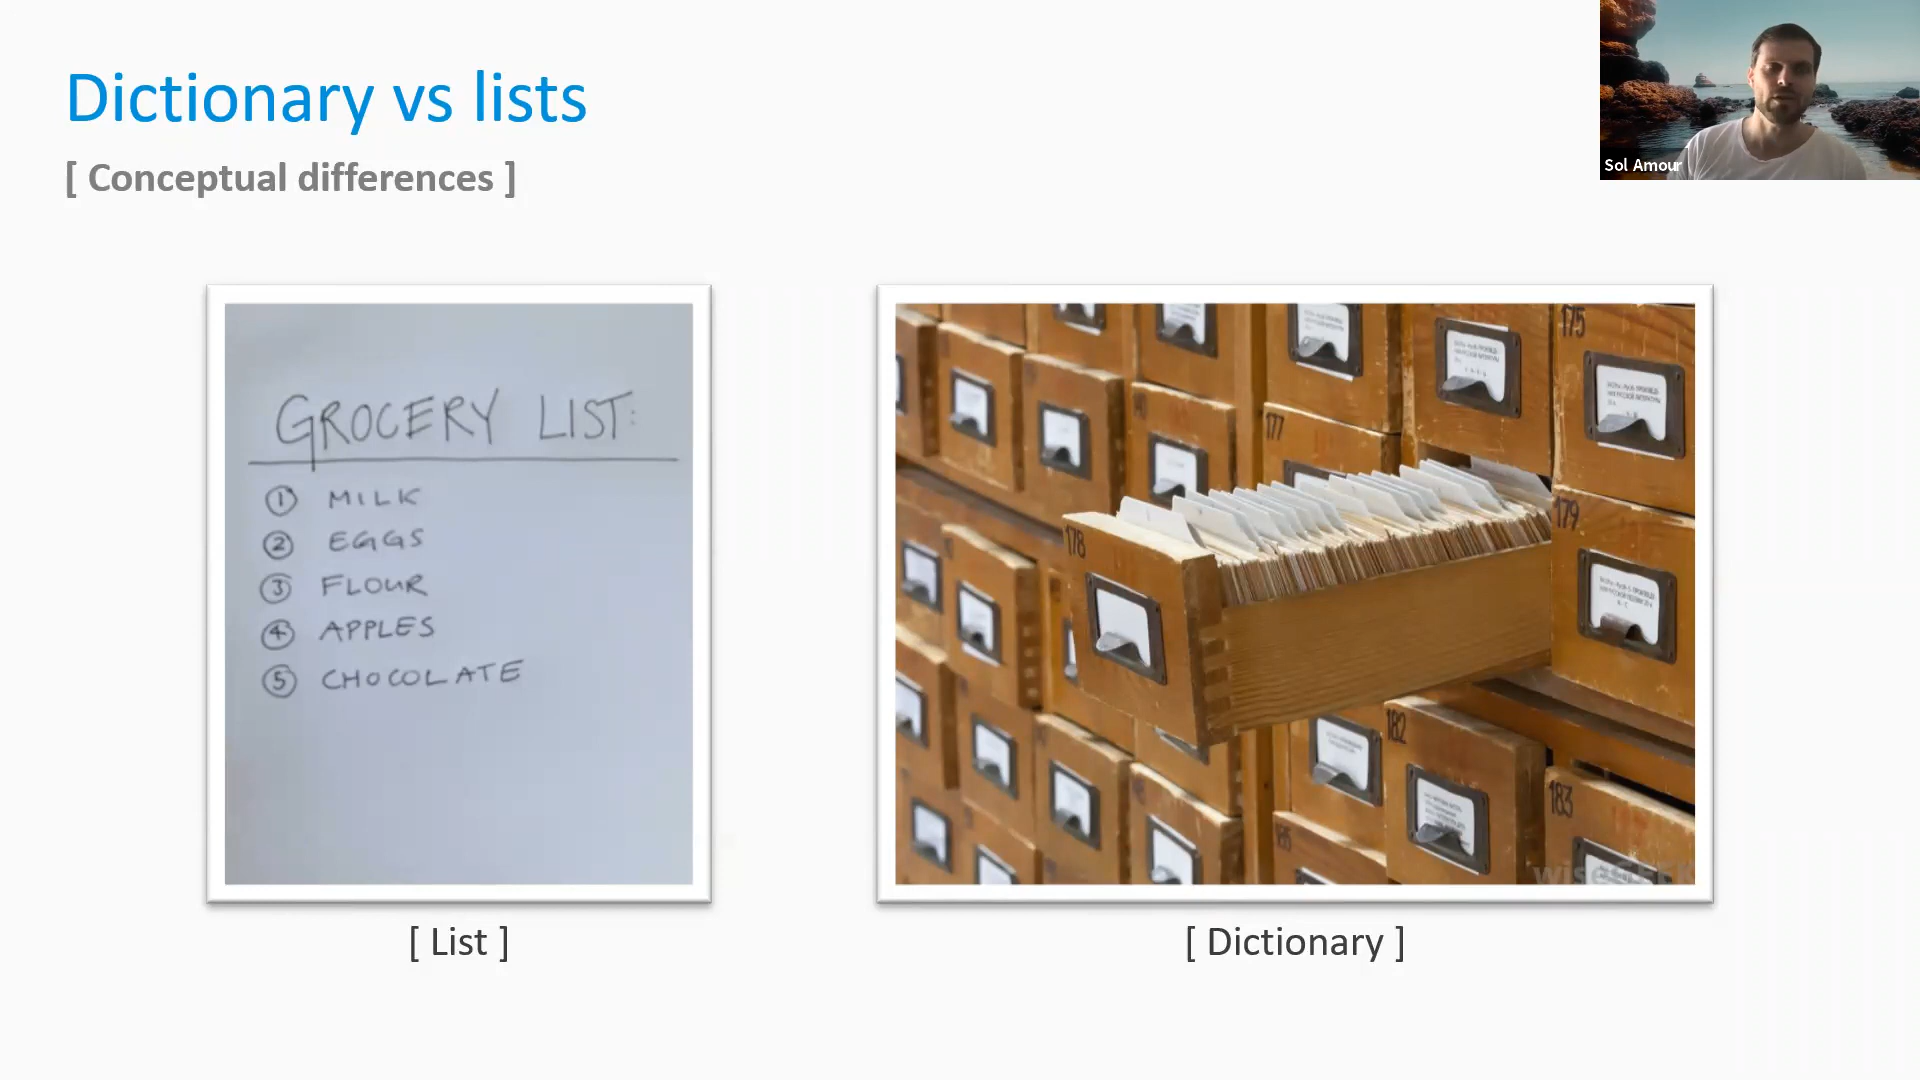 Dictionary vs lists
[ Conceptual differences ]
Sol Amour
GROCERY LIST:
① MILK
② EGGS
③ FLOUR
④ APPLES
⑤ CHOCOLATE
175
177
178
179
182
183
[ List ]
[ Dictionary ]